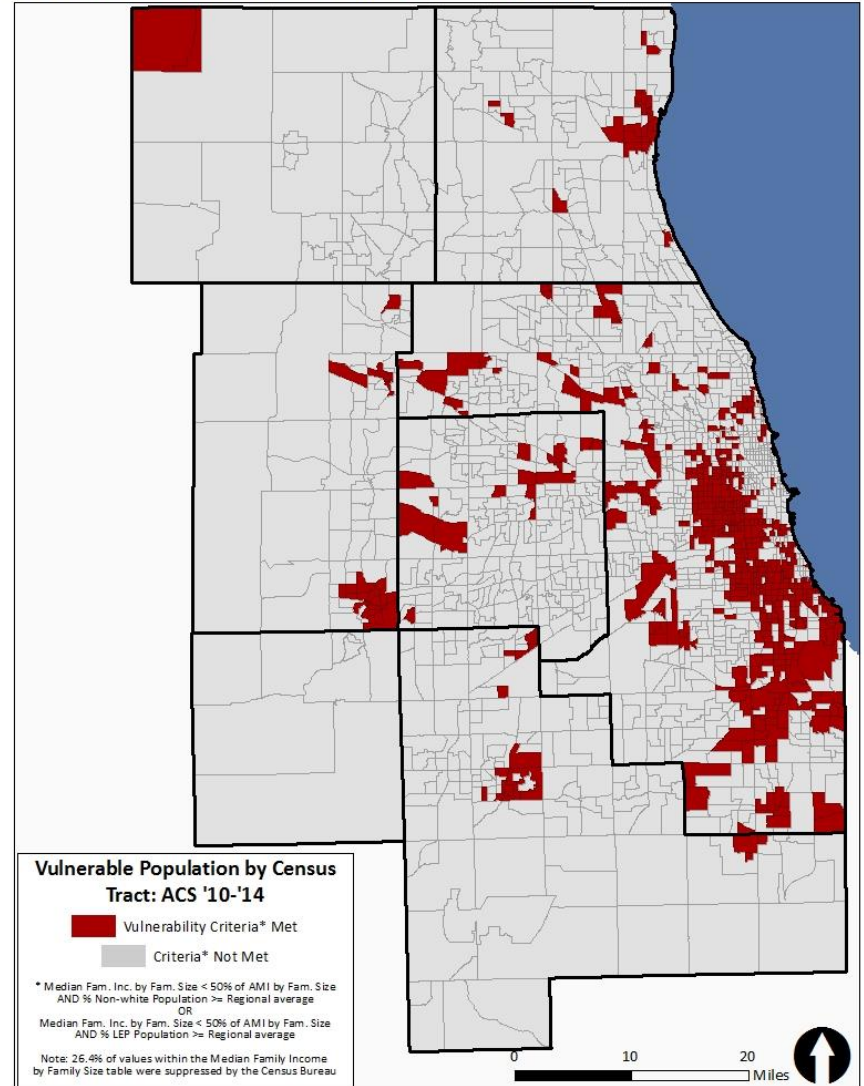 Vulnerable Population by Census
Tract: ACS '10-'14
Vulnerability Criteria* Met
Criteria* Not Met
* Median Fam. Inc. by Fam. Size < 50% of AMI by Fam. Size
AND % Non-white Population >= Regional average
OR
Median Fam. Inc. by Fam. Size < 50% of AMI by Fam. Size
AND % LEP Population >= Regional average
Note: 26.4% of values within the Median Family Income
by Family Size table were suppressed by the Census Bureau
0 10 20
Miles